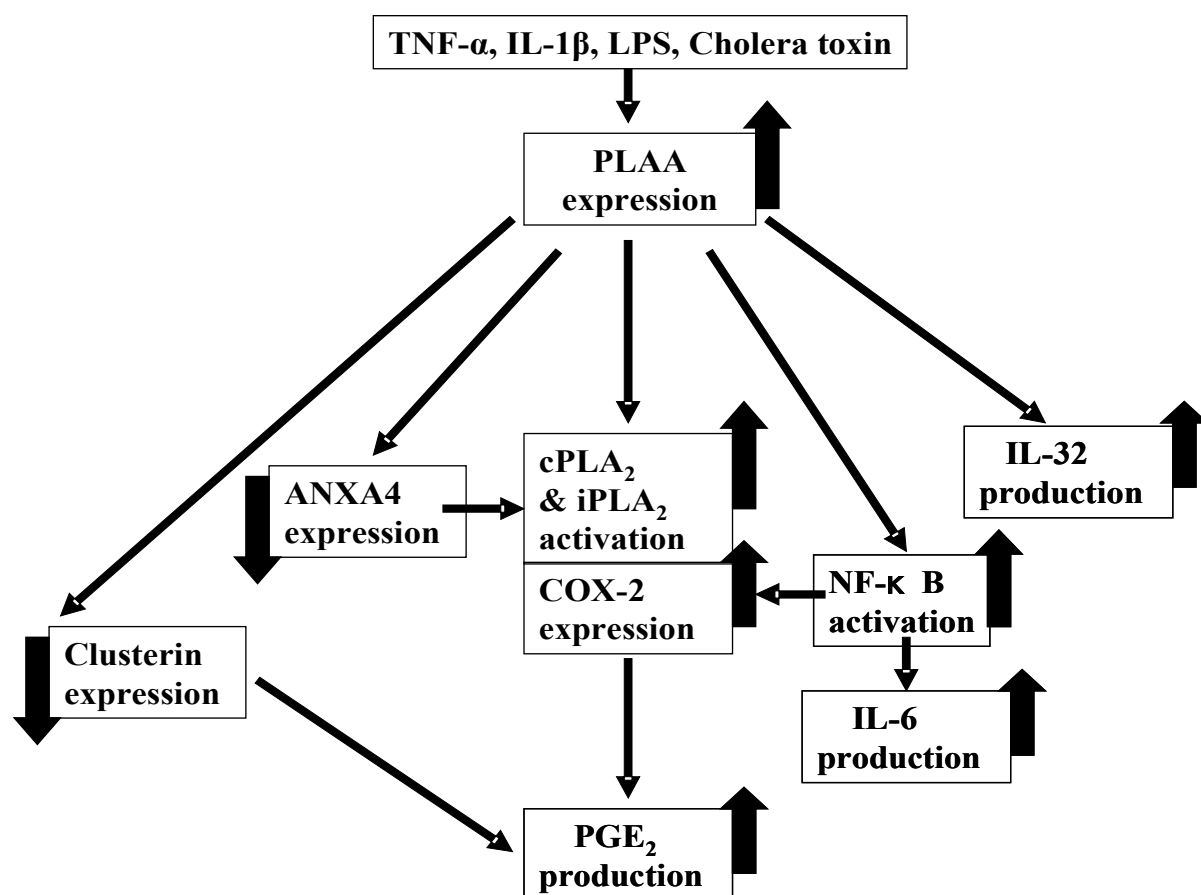 TNF-α, IL-1β, LPS, Cholera toxin
PLAA
expression
cPLA₂
& iPLA₂
activation
IL-32
production
ANXA4
expression
COX-2
expression
NF-κ B
activation
Clusterin
expression
IL-6
production
PGE₂
production